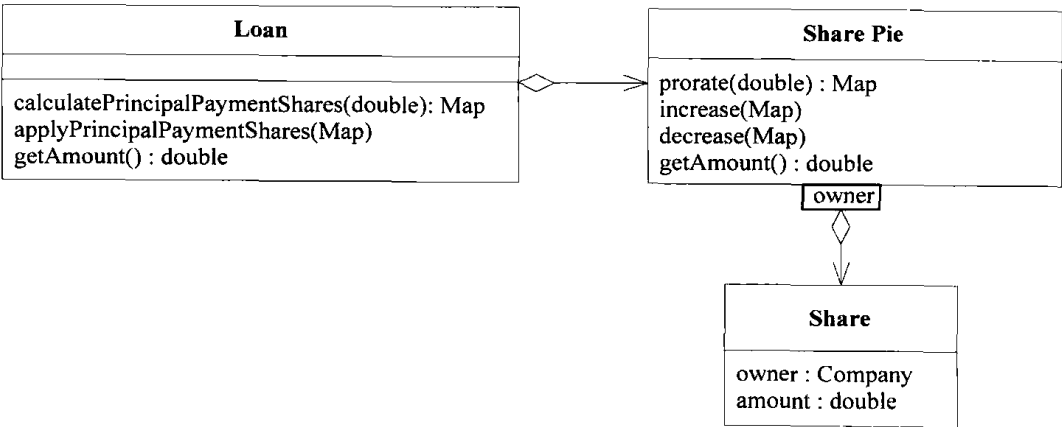 Loan
calculatePrincipalPaymentShares(double): Map
applyPrincipalPaymentShares(Map)
getAmount() : double
Share Pie
prorate(double) : Map
increase(Map)
decrease(Map)
getAmount() : double
owner
Share
owner : Company
amount : double